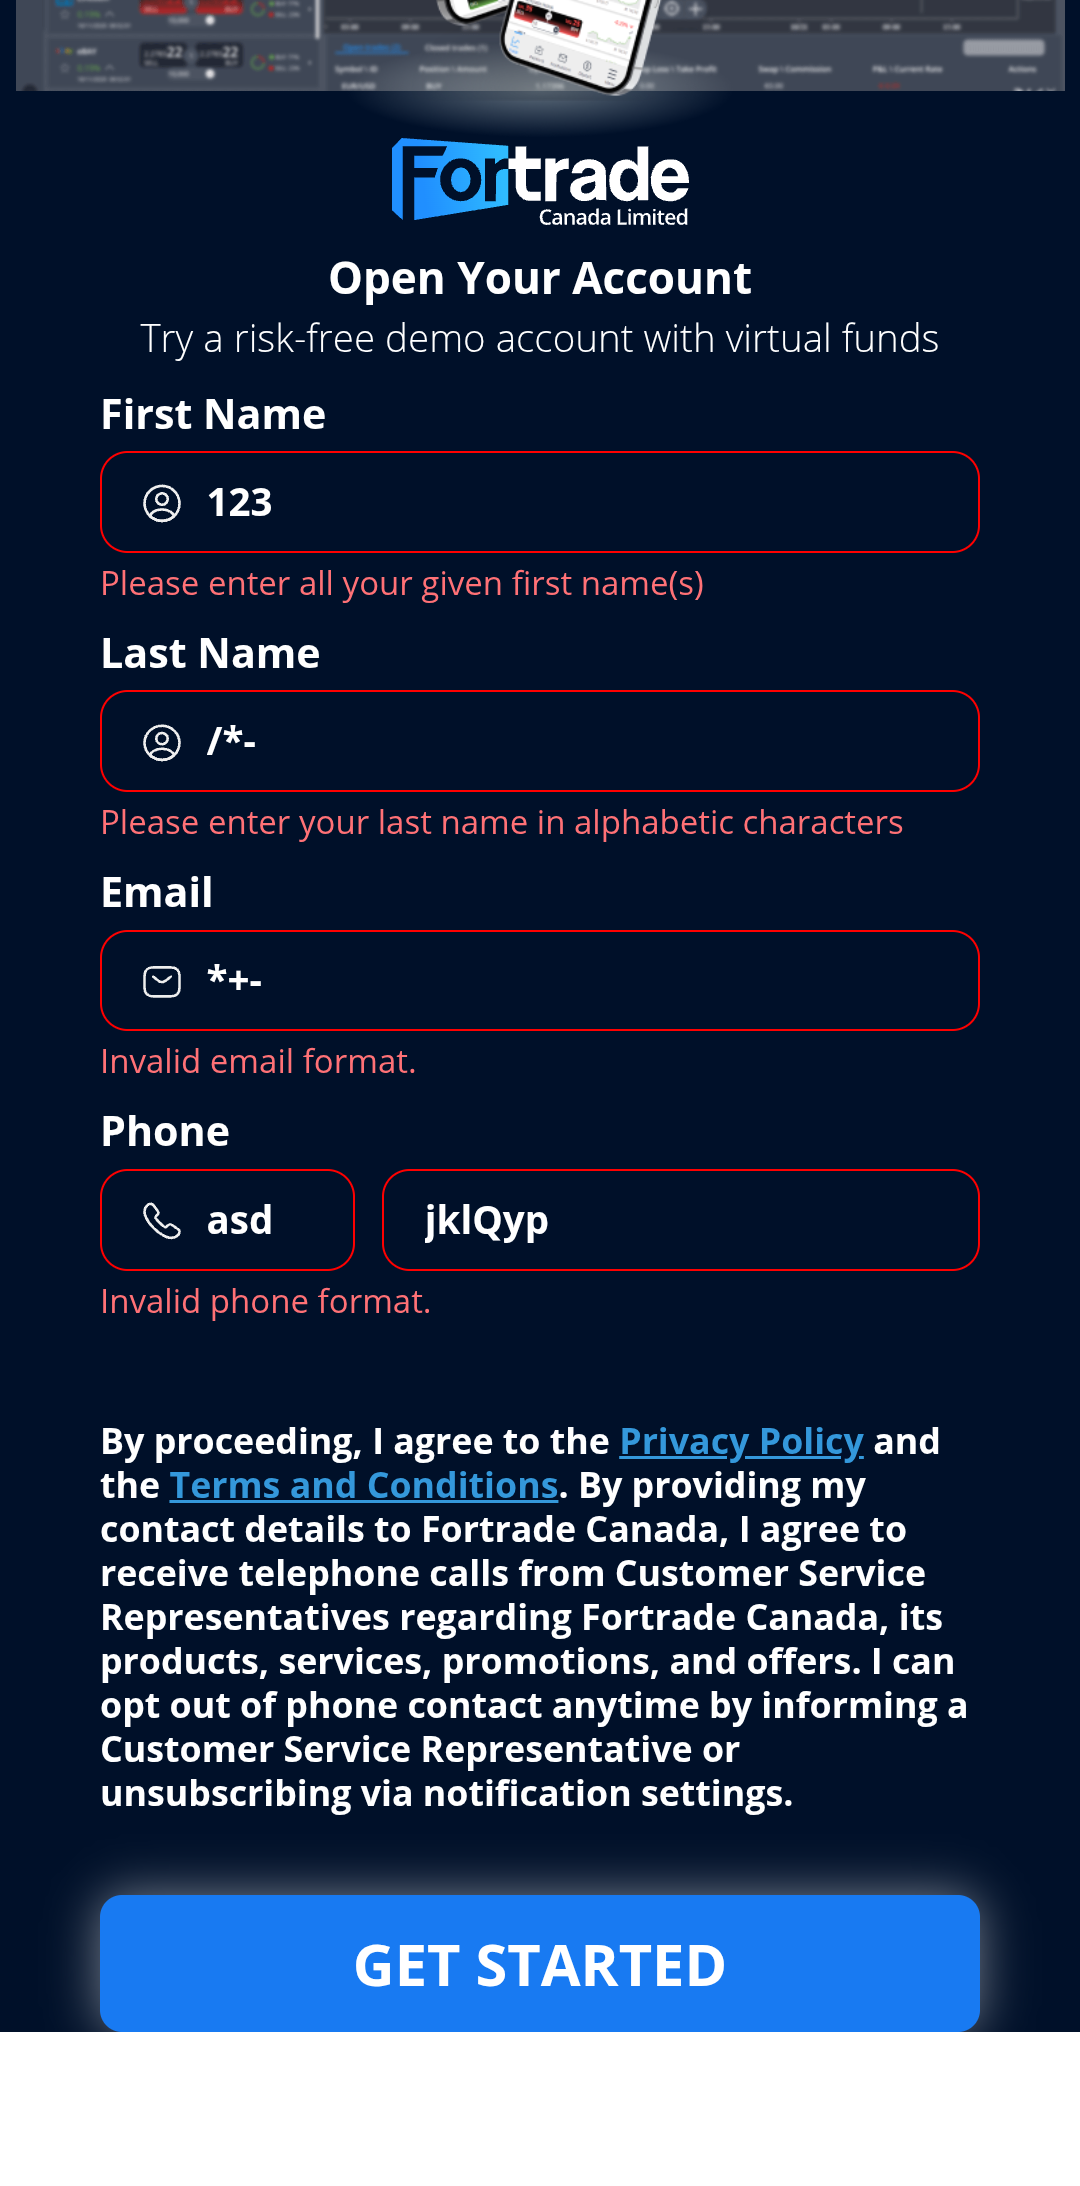 Fortrade
Canada Limited
Open Your Account
Try a risk-free demo account with virtual funds
First Name
123
Please enter all your given first name(s)
Last Name
/*-
Please enter your last name in alphabetic characters
Email
*+-
Invalid email format.
Phone
asd jklQyp
Invalid phone format.
By proceeding, I agree to the Privacy Policy and
the Terms and Conditions. By providing my
contact details to Fortrade Canada, I agree to
receive telephone calls from Customer Service
Representatives regarding Fortrade Canada, its
products, services, promotions, and offers. I can
opt out of phone contact anytime by informing a
Customer Service Representative or
unsubscribing via notification settings.
GET STARTED